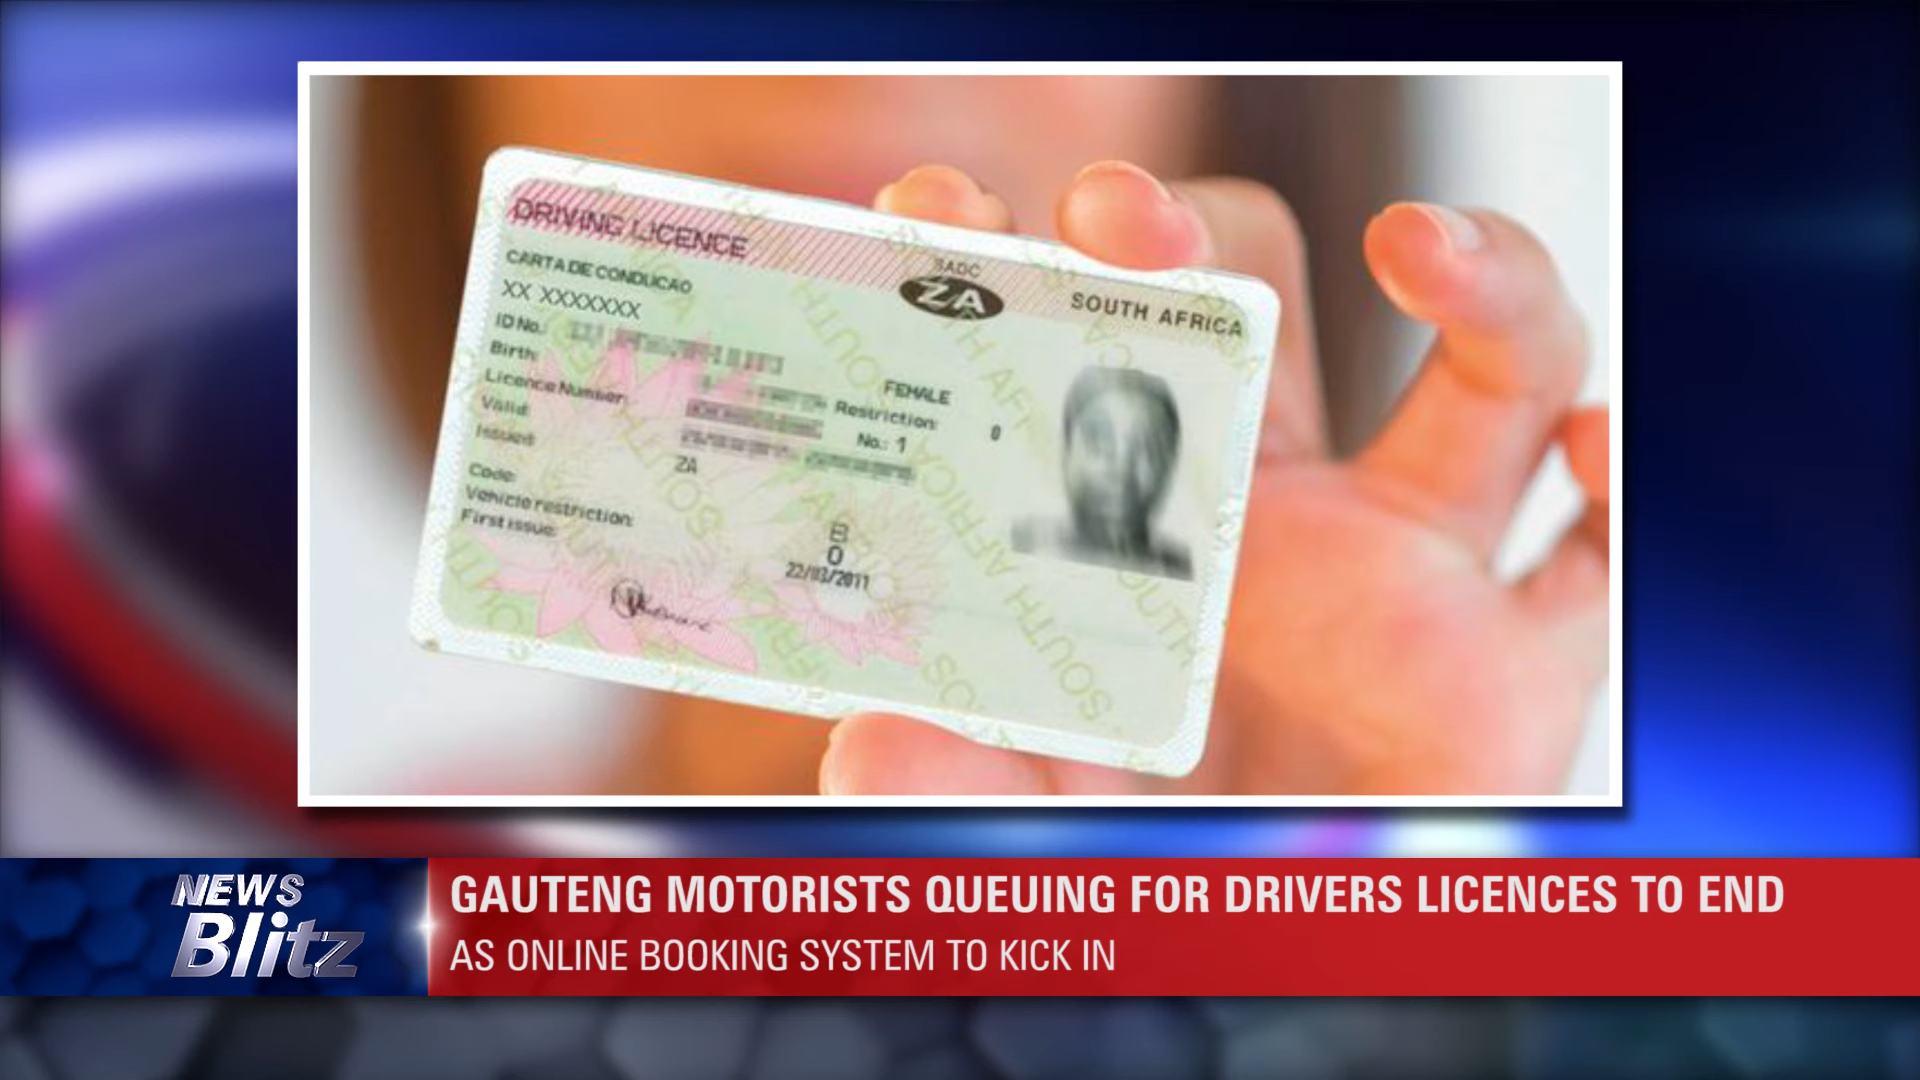 DRIVING LICENCE
CARTA DE CONDUCAO
XX XXXXXXX
SADC
ZA
SOUTH AFRICA
ID No.:
Birth:
FEMALE
Licence Number:
Restriction: 0
Valid:
No.: 1
Issued:
ZA
Code: B
Vehicle restriction: 0
First issue: 22/03/2011
NEWS
Blitz
GAUTENG MOTORISTS QUEUING FOR DRIVERS LICENCES TO END
AS ONLINE BOOKING SYSTEM TO KICK IN